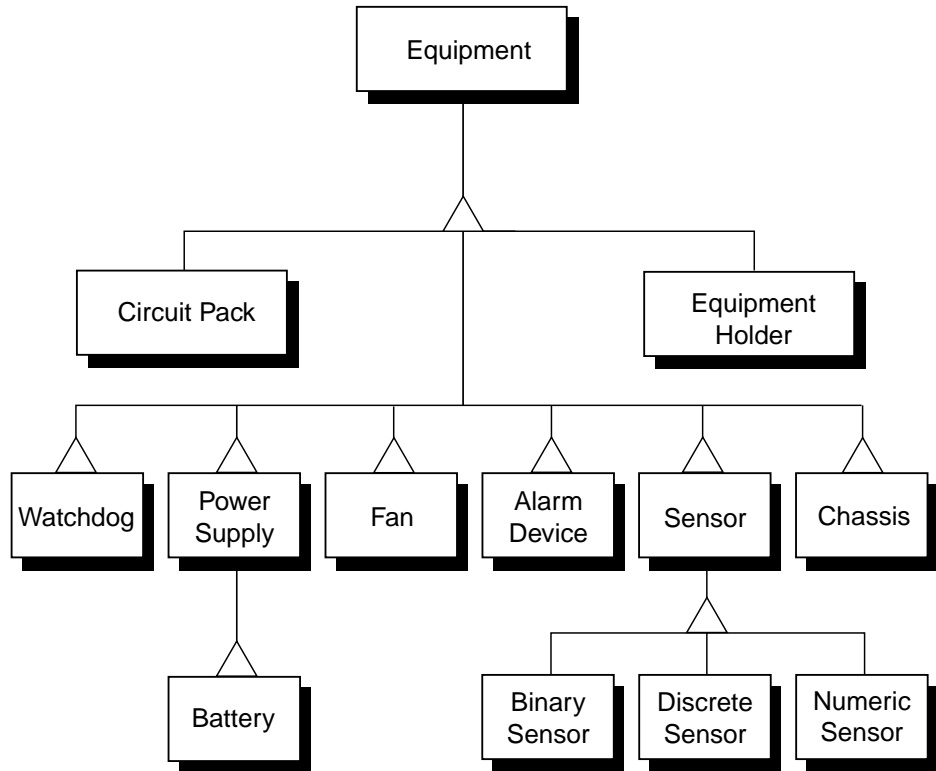 Equipment
Circuit Pack
Equipment
Holder
Watchdog
Power
Supply
Fan
Alarm
Device
Sensor
Chassis
Battery
Binary
Sensor
Discrete
Sensor
Numeric
Sensor